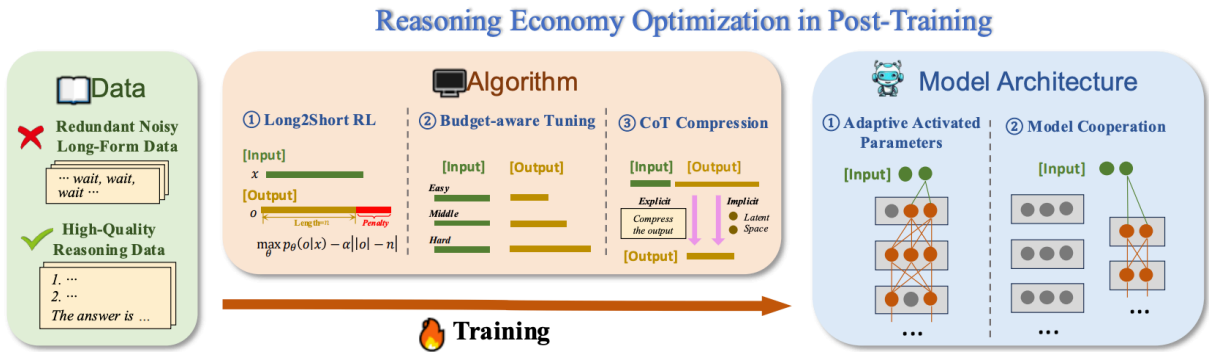 Reasoning Economy Optimization in Post-Training
Data
Redundant Noisy
Long-Form Data
··· wait, wait,
wait ···
High-Quality
Reasoning Data
1. ···
2. ···
The answer is ...
Algorithm
① Long2Short RL
[Input]
x
[Output]
o
Length=n
Penalty
max θ pθ(o|x) − α||o| − n|
② Budget-aware Tuning
[Input] [Output]
Easy
Middle
Hard
③ CoT Compression
[Input] [Output]
Explicit
Implicit
Compress
the output
Latent
Space
[Output]
Training
Model Architecture
① Adaptive Activated
Parameters
[Input]
...
② Model Cooperation
[Input]
...
...